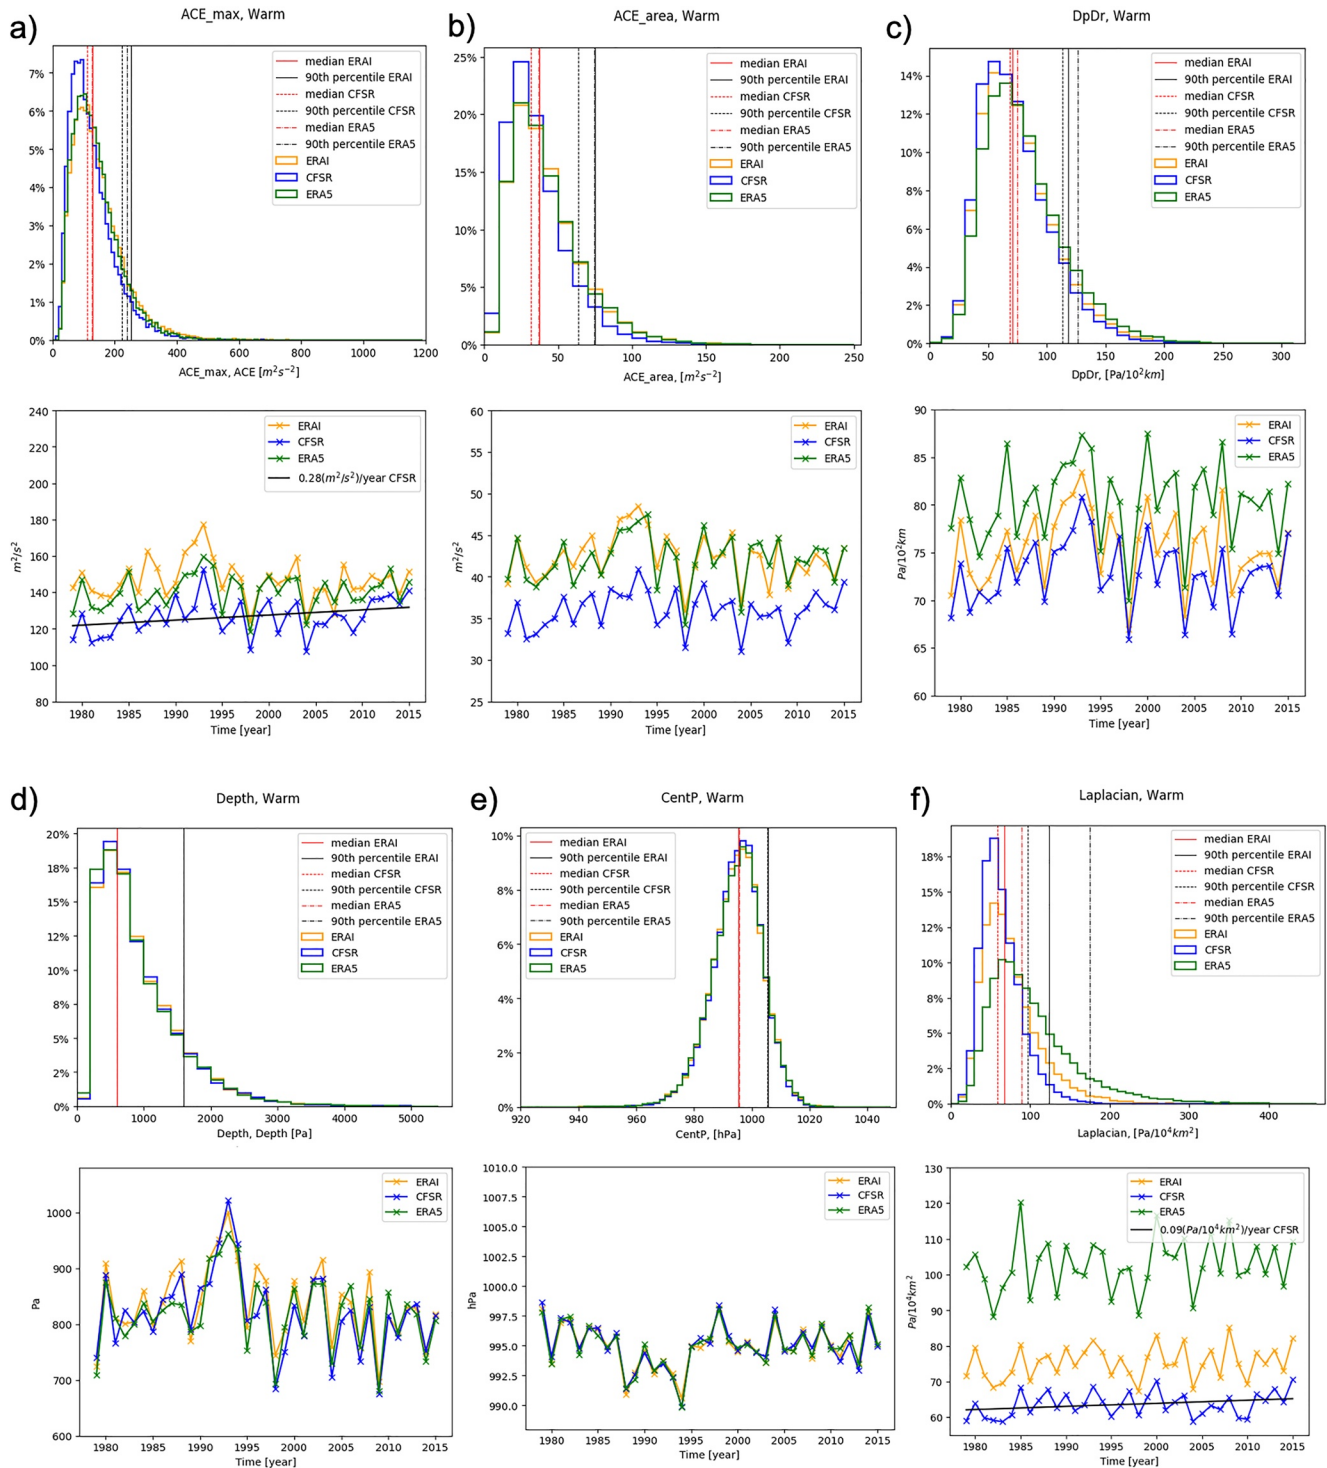 a)
ACE_max, Warm
median ERAI
90th percentile ERAI
median CFSR
90th percentile CFSR
median ERA5
90th percentile ERA5
ERAI
CFSR
ERA5
7%
6%
5%
4%
3%
2%
1%
0%
0 200 400 600 800 1000 1200
ACE_max, ACE [m²s⁻²]
b)
ACE_area, Warm
median ERAI
90th percentile ERAI
median CFSR
90th percentile CFSR
median ERA5
90th percentile ERA5
ERAI
CFSR
ERA5
25%
20%
15%
10%
5%
0%
0 50 100 150 200 250
ACE_area, [m²s⁻²]
c)
DpDr, Warm
median ERAI
90th percentile ERAI
median CFSR
90th percentile CFSR
median ERA5
90th percentile ERA5
ERAI
CFSR
ERA5
14%
12%
10%
8%
6%
4%
2%
0%
0 50 100 150 200 250 300
DpDr, [Pa/10²km]
240
220
200
180
160
140
120
100
80
m²/s²
ERAI
CFSR
ERA5
0.28(m²/s²)/year CFSR
1980 1985 1990 1995 2000 2005 2010 2015
Time [year]
60
55
50
45
40
35
30
25
m²/s²
ERAI
CFSR
ERA5
1980 1985 1990 1995 2000 2005 2010 2015
Time [year]
90
85
80
75
70
65
60
Pa/10²km
ERAI
CFSR
ERA5
1980 1985 1990 1995 2000 2005 2010 2015
Time [year]
d)
Depth, Warm
median ERAI
90th percentile ERAI
median CFSR
90th percentile CFSR
median ERA5
90th percentile ERA5
ERAI
CFSR
ERA5
20%
18%
15%
12%
10%
8%
5%
2%
0%
0 1000 2000 3000 4000 5000
Depth, Depth [Pa]
e)
CentP, Warm
median ERAI
90th percentile ERAI
median CFSR
90th percentile CFSR
median ERA5
90th percentile ERA5
ERAI
CFSR
ERA5
10%
8%
6%
4%
2%
0%
920 940 960 980 1000 1020 1040
CentP, [hPa]
f)
Laplacian, Warm
median ERAI
90th percentile ERAI
median CFSR
90th percentile CFSR
median ERA5
90th percentile ERA5
ERAI
CFSR
ERA5
18%
15%
12%
10%
8%
5%
2%
0%
0 100 200 300 400
Laplacian, [Pa/10⁴km²]
1000
900
800
700
600
Pa
ERAI
CFSR
ERA5
1980 1985 1990 1995 2000 2005 2010 2015
Time [year]
1010.0
1007.5
1005.0
1002.5
1000.0
997.5
995.0
992.5
990.0
hPa
ERAI
CFSR
ERA5
1980 1985 1990 1995 2000 2005 2010 2015
Time [year]
130
120
110
100
90
80
70
60
Pa/10⁴km²
ERAI
CFSR
ERA5
0.09(Pa/10⁴km²)/year CFSR
1980 1985 1990 1995 2000 2005 2010 2015
Time [year]